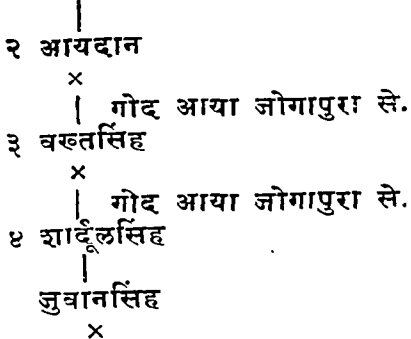 २ आयदान
×
गोद आया जोगापुरा से.
३ वख्तसिंह
×
गोद आया जोगापुरा से.
४ शार्दूलसिंह
जुवानसिंह
×